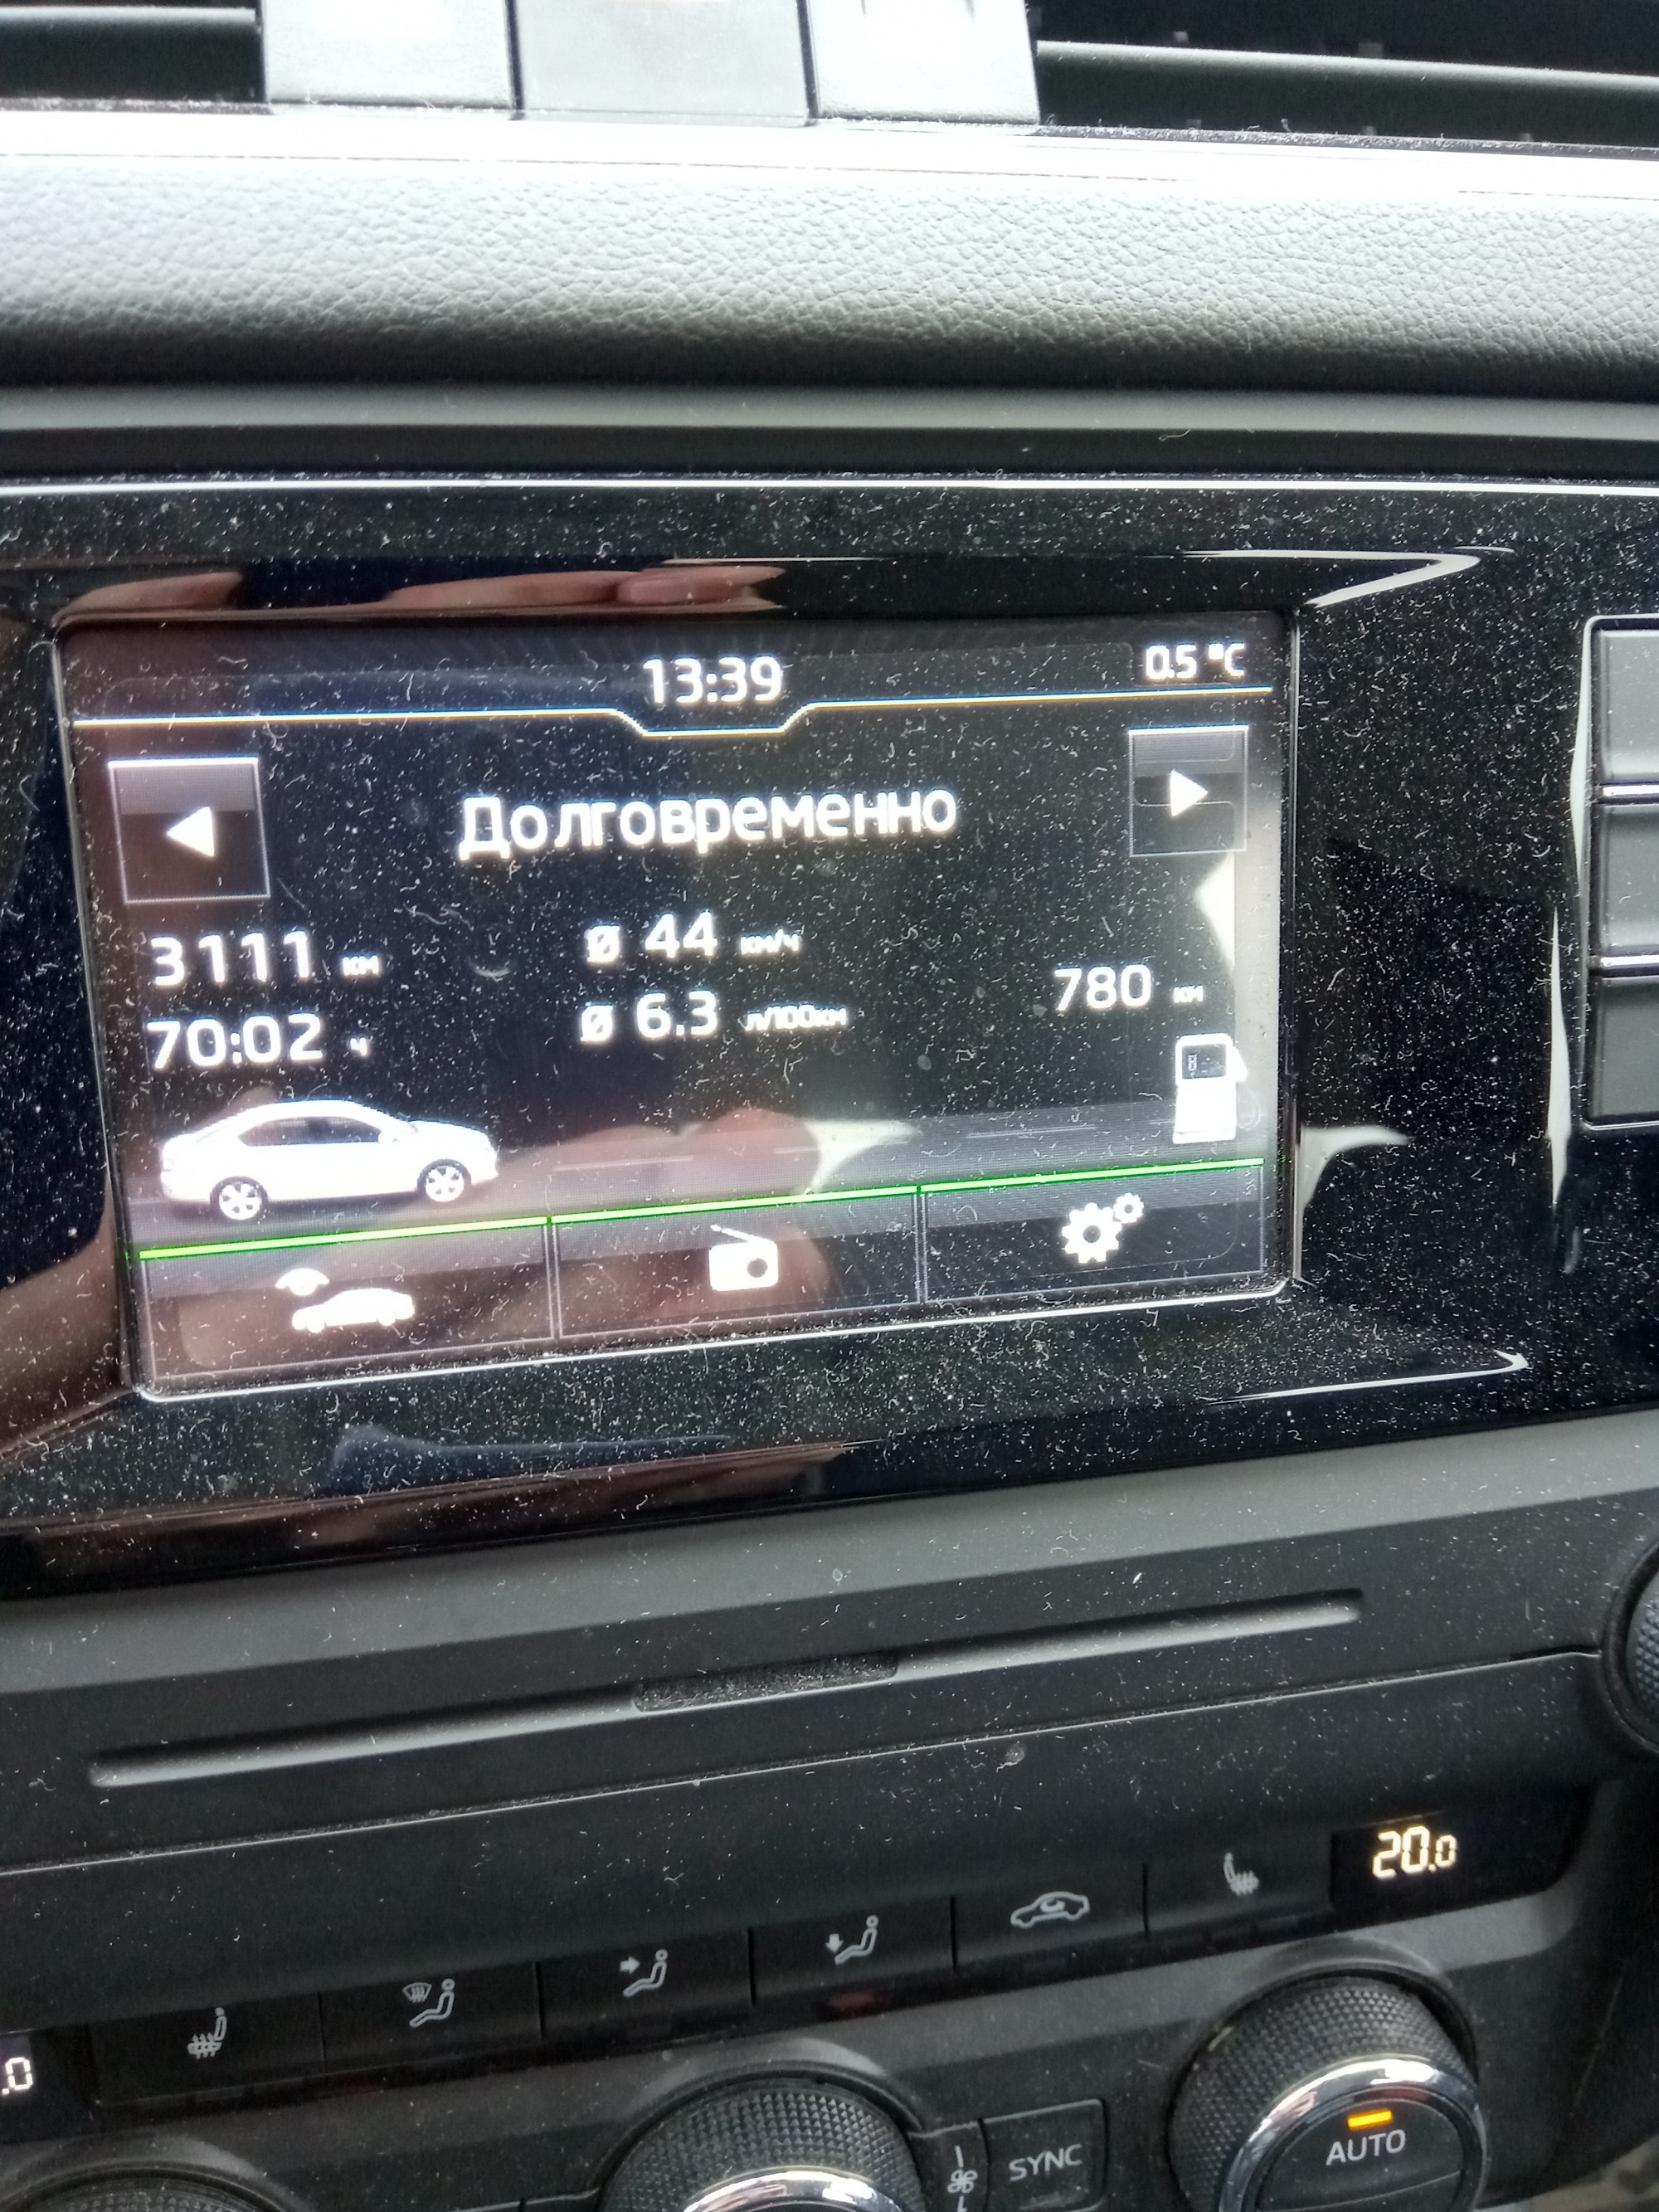 13:39
0.5 °C
Долговременно
3111 км
ø 44 км/ч
780 км
70:02 ч
ø 6.3 л/100км
20.0
.0
SYNC
AUTO